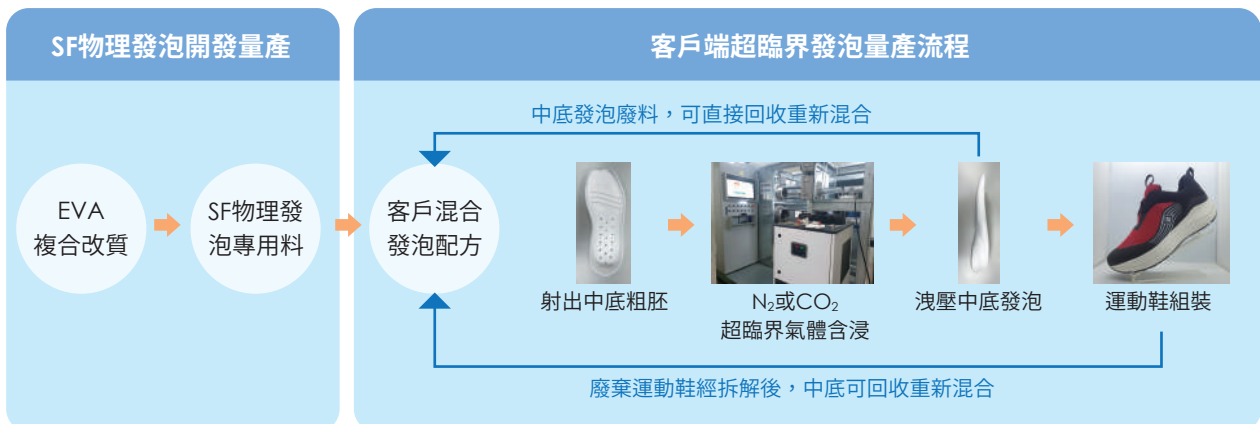 SF物理發泡開發量產
客戶端超臨界發泡量產流程
中底發泡廢料，可直接回收重新混合
EVA
複合改質
SF物理發
泡專用料
客戶混合
發泡配方
射出中底粗胚
N₂或CO₂
超臨界氣體含浸
洩壓中底發泡
運動鞋組裝
廢棄運動鞋經拆解後，中底可回收重新混合